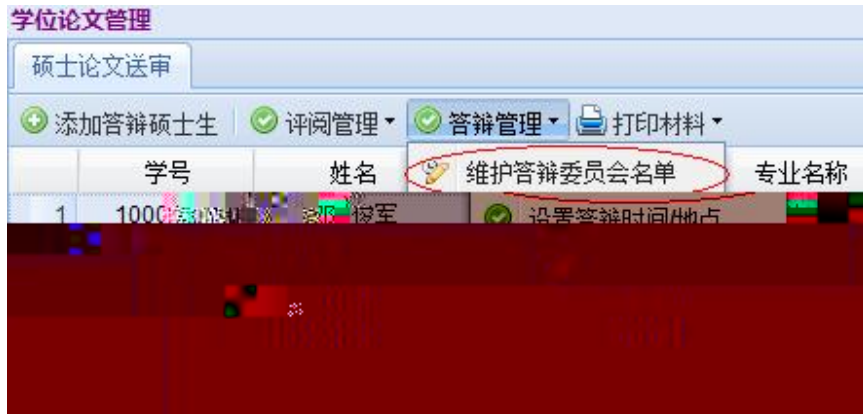 学位论文管理
硕士论文送审
添加答辩硕士生 评阅管理 答辩管理 打印材料
学号 姓名 维护答辩委员会名单 专业名称
1 1000 俊军 设置答辩时间/地点